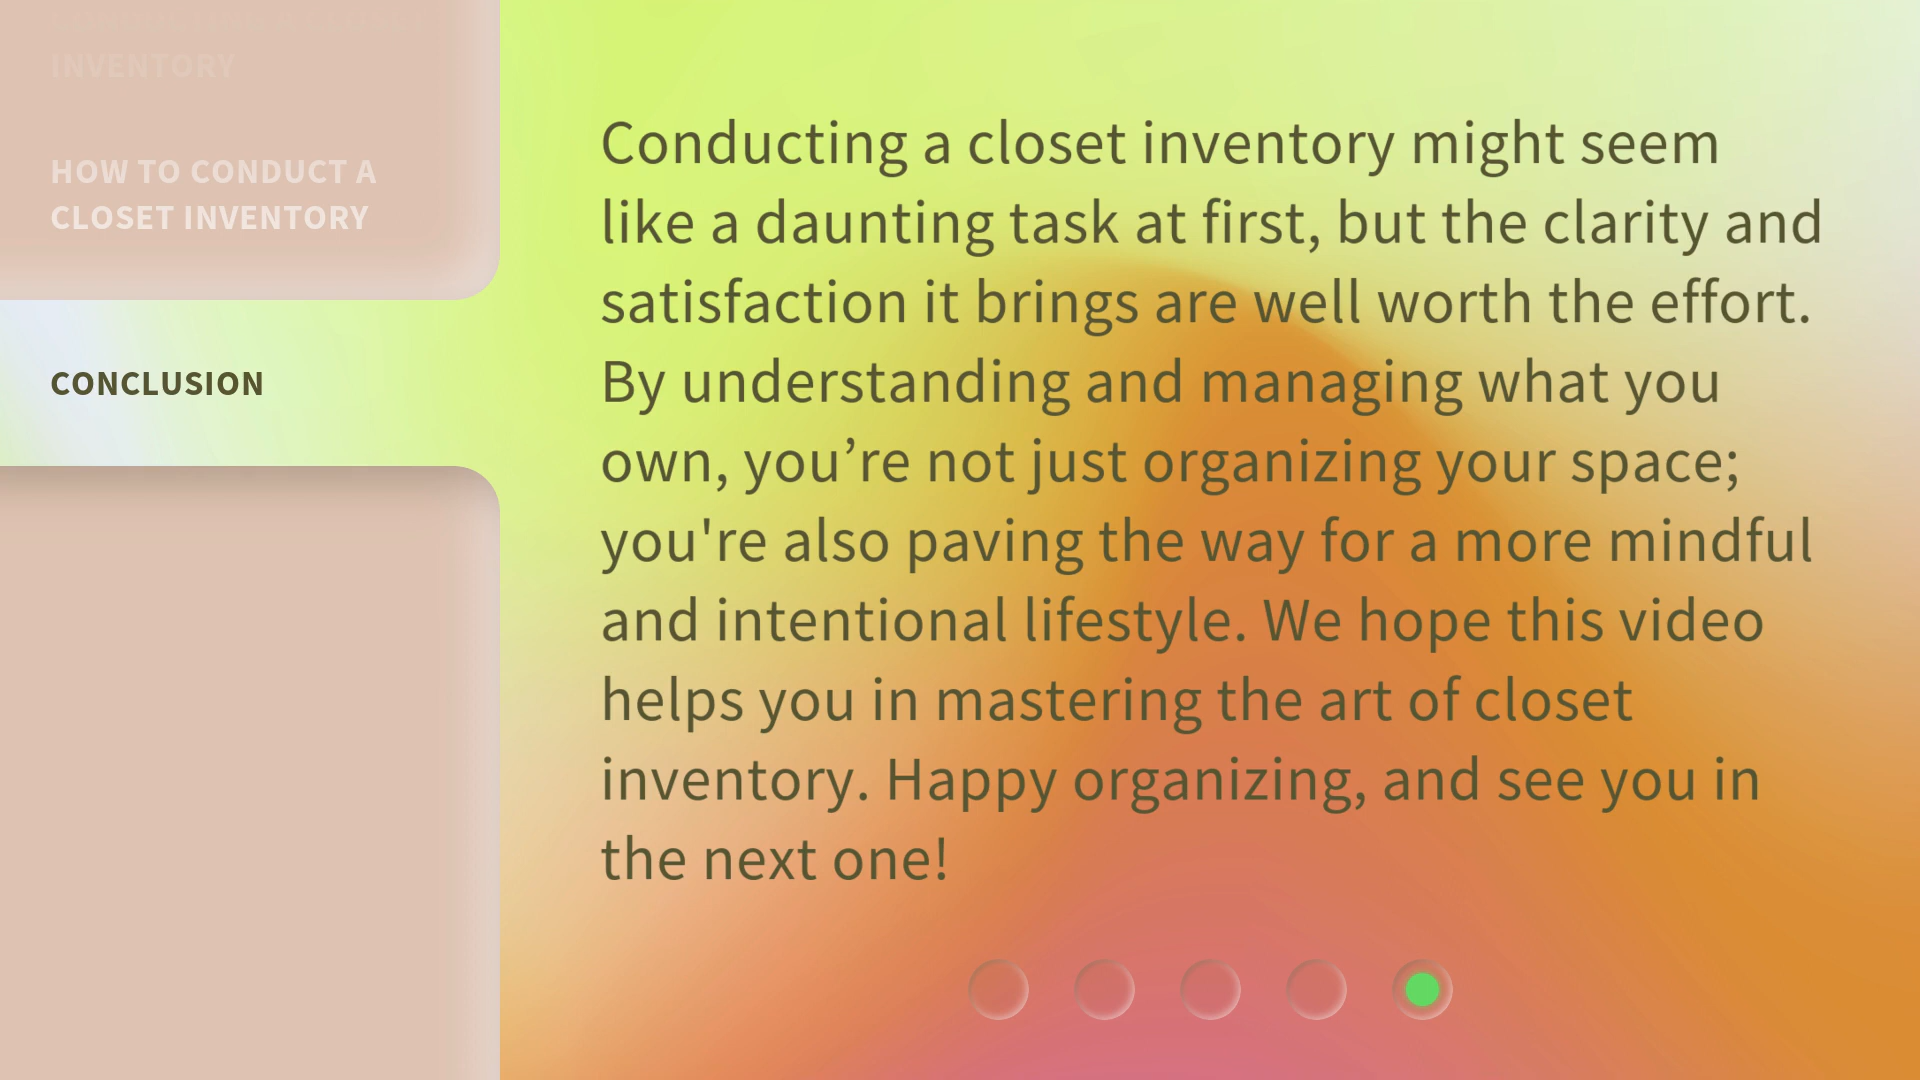 INVENTORY
HOW TO CONDUCT A
CLOSET INVENTORY
CONCLUSION
Conducting a closet inventory might seem
like a daunting task at first, but the clarity and
satisfaction it brings are well worth the effort.
By understanding and managing what you
own, you’re not just organizing your space;
you're also paving the way for a more mindful
and intentional lifestyle. We hope this video
helps you in mastering the art of closet
inventory. Happy organizing, and see you in
the next one!